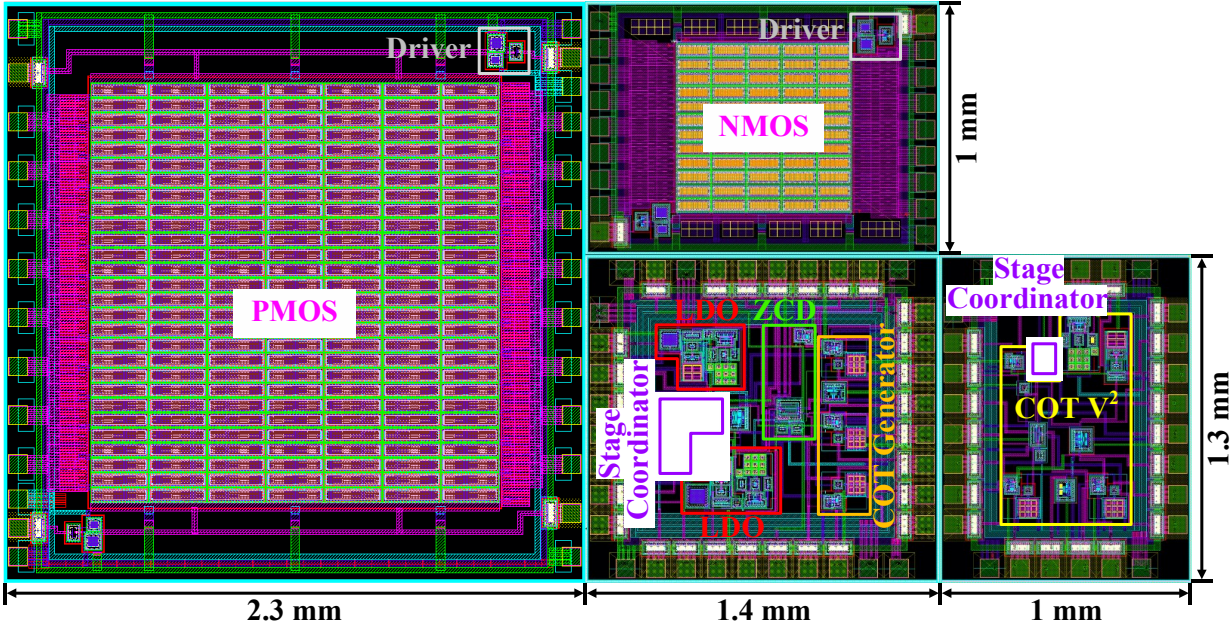 Driver
PMOS
Driver
NMOS
1 mm
LDO
ZCD
Stage
Coordinator
COT Generator
LDO
Stage
Coordinator
COT V²
1.3 mm
2.3 mm
1.4 mm
1 mm